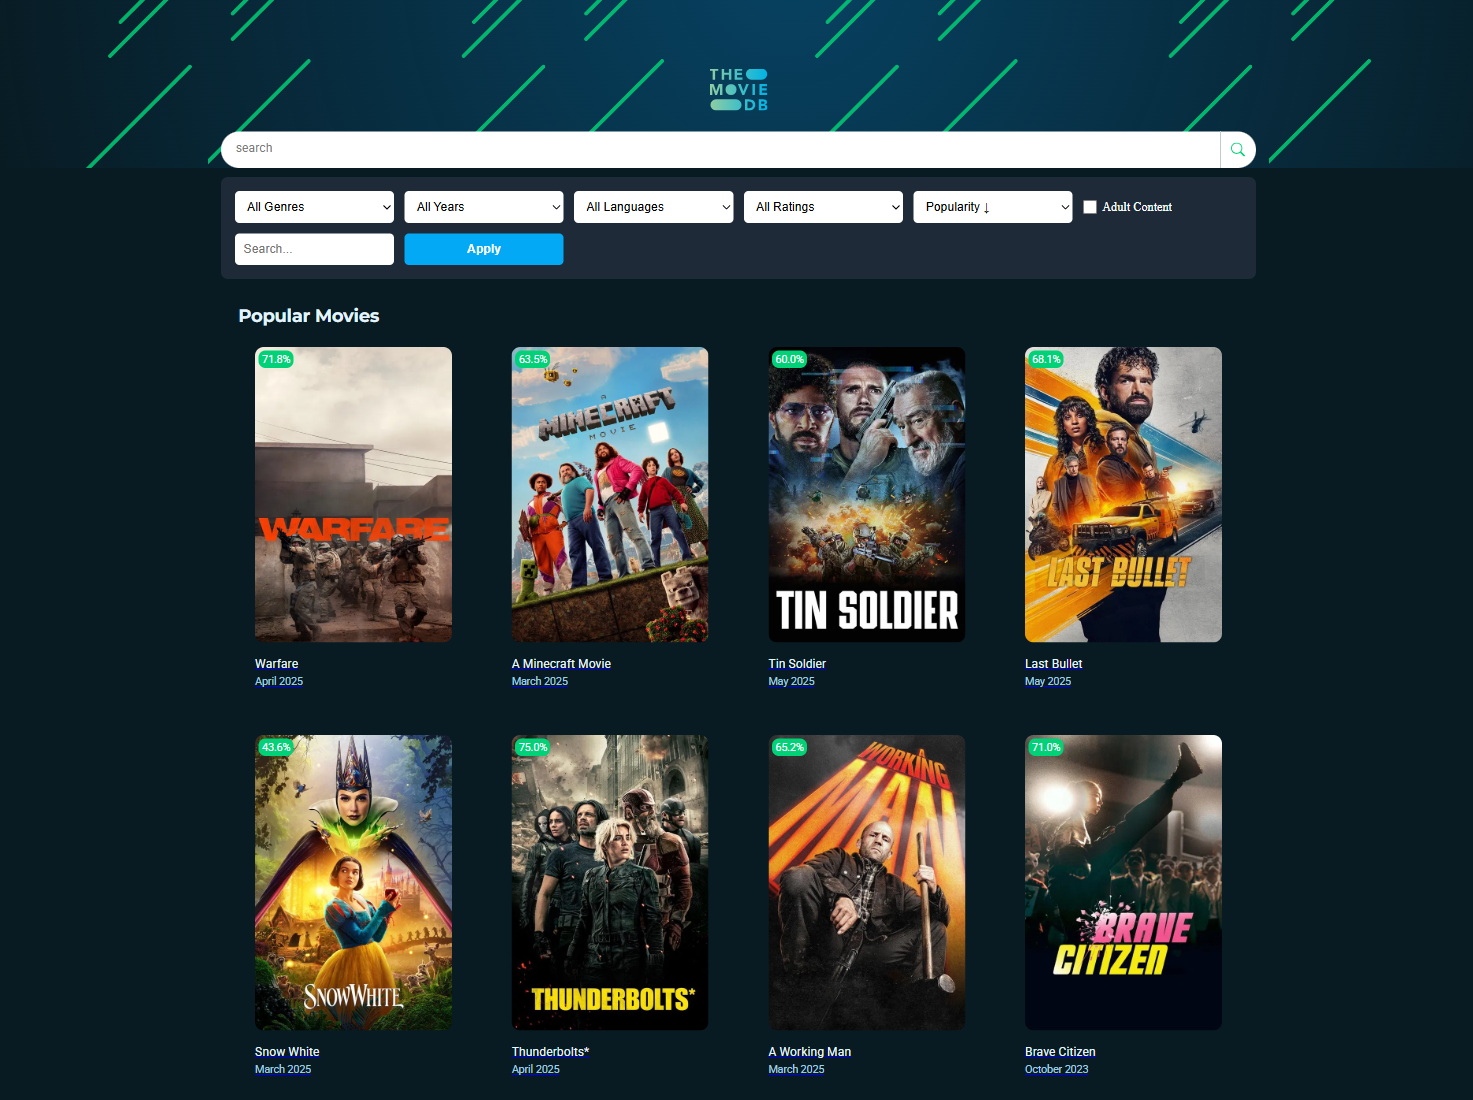 THE
MOVIE
DB
search
All Genres
All Years
All Languages
All Ratings
Popularity ↓
Adult Content
Search...
Apply
Popular Movies
71.8%
WARFARE
Warfare
April 2025
63.5%
A
MINECRAFT
MOVIE
A Minecraft Movie
March 2025
60.0%
TIN SOLDIER
Tin Soldier
May 2025
68.1%
LAST BULLET
Last Bullet
May 2025
43.6%
SNOW WHITE
Snow White
March 2025
75.0%
THUNDERBOLTS*
Thunderbolts*
April 2025
65.2%
A
WORKING
MAN
A Working Man
March 2025
71.0%
BRAVE
CITIZEN
Brave Citizen
October 2023